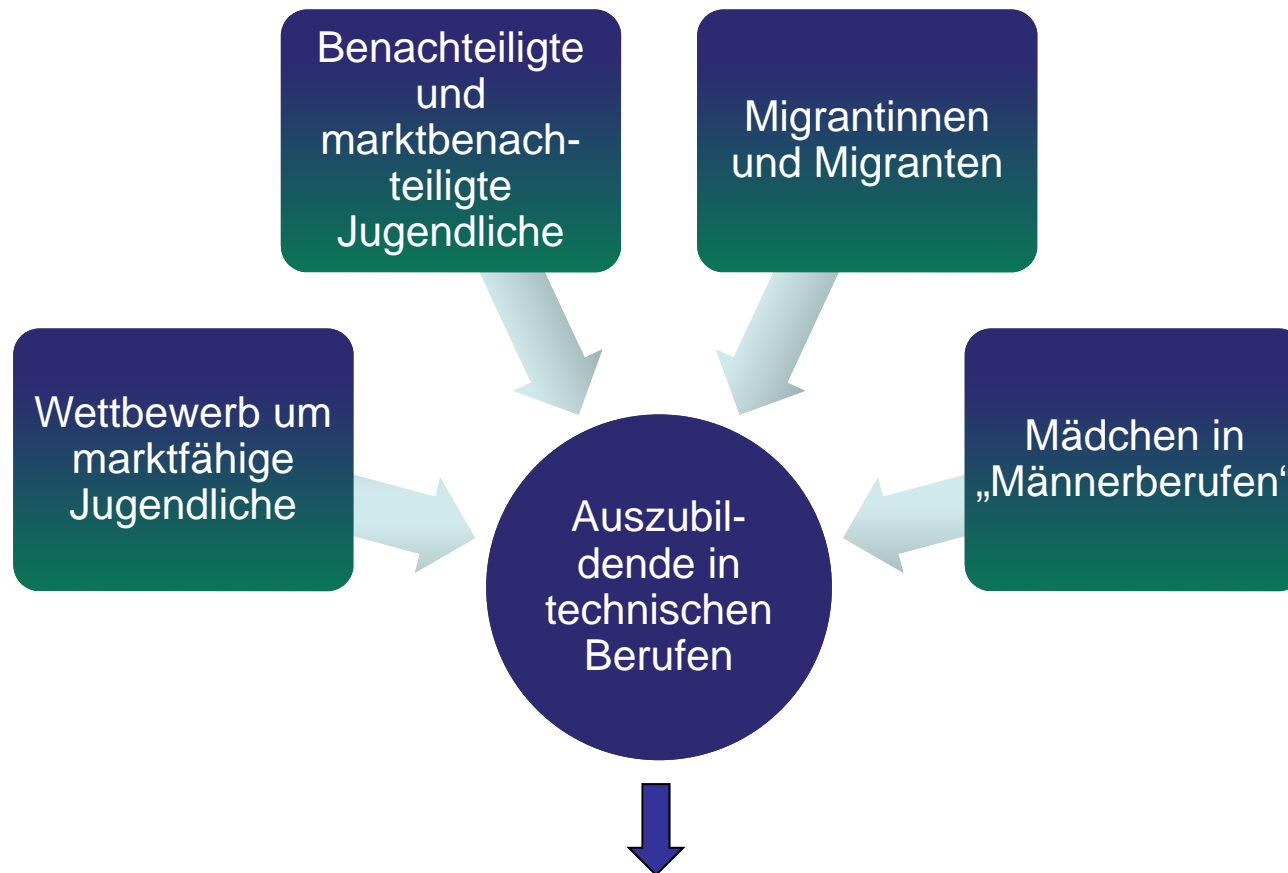 Benachteiligte
und
marktbenach-
teiligte
Jugendliche
Migrantinnen
und Migranten
Wettbewerb um
marktfähige
Jugendliche
Mädchen in
„Männerberufen“
Auszubil-
dende in
technischen
Berufen